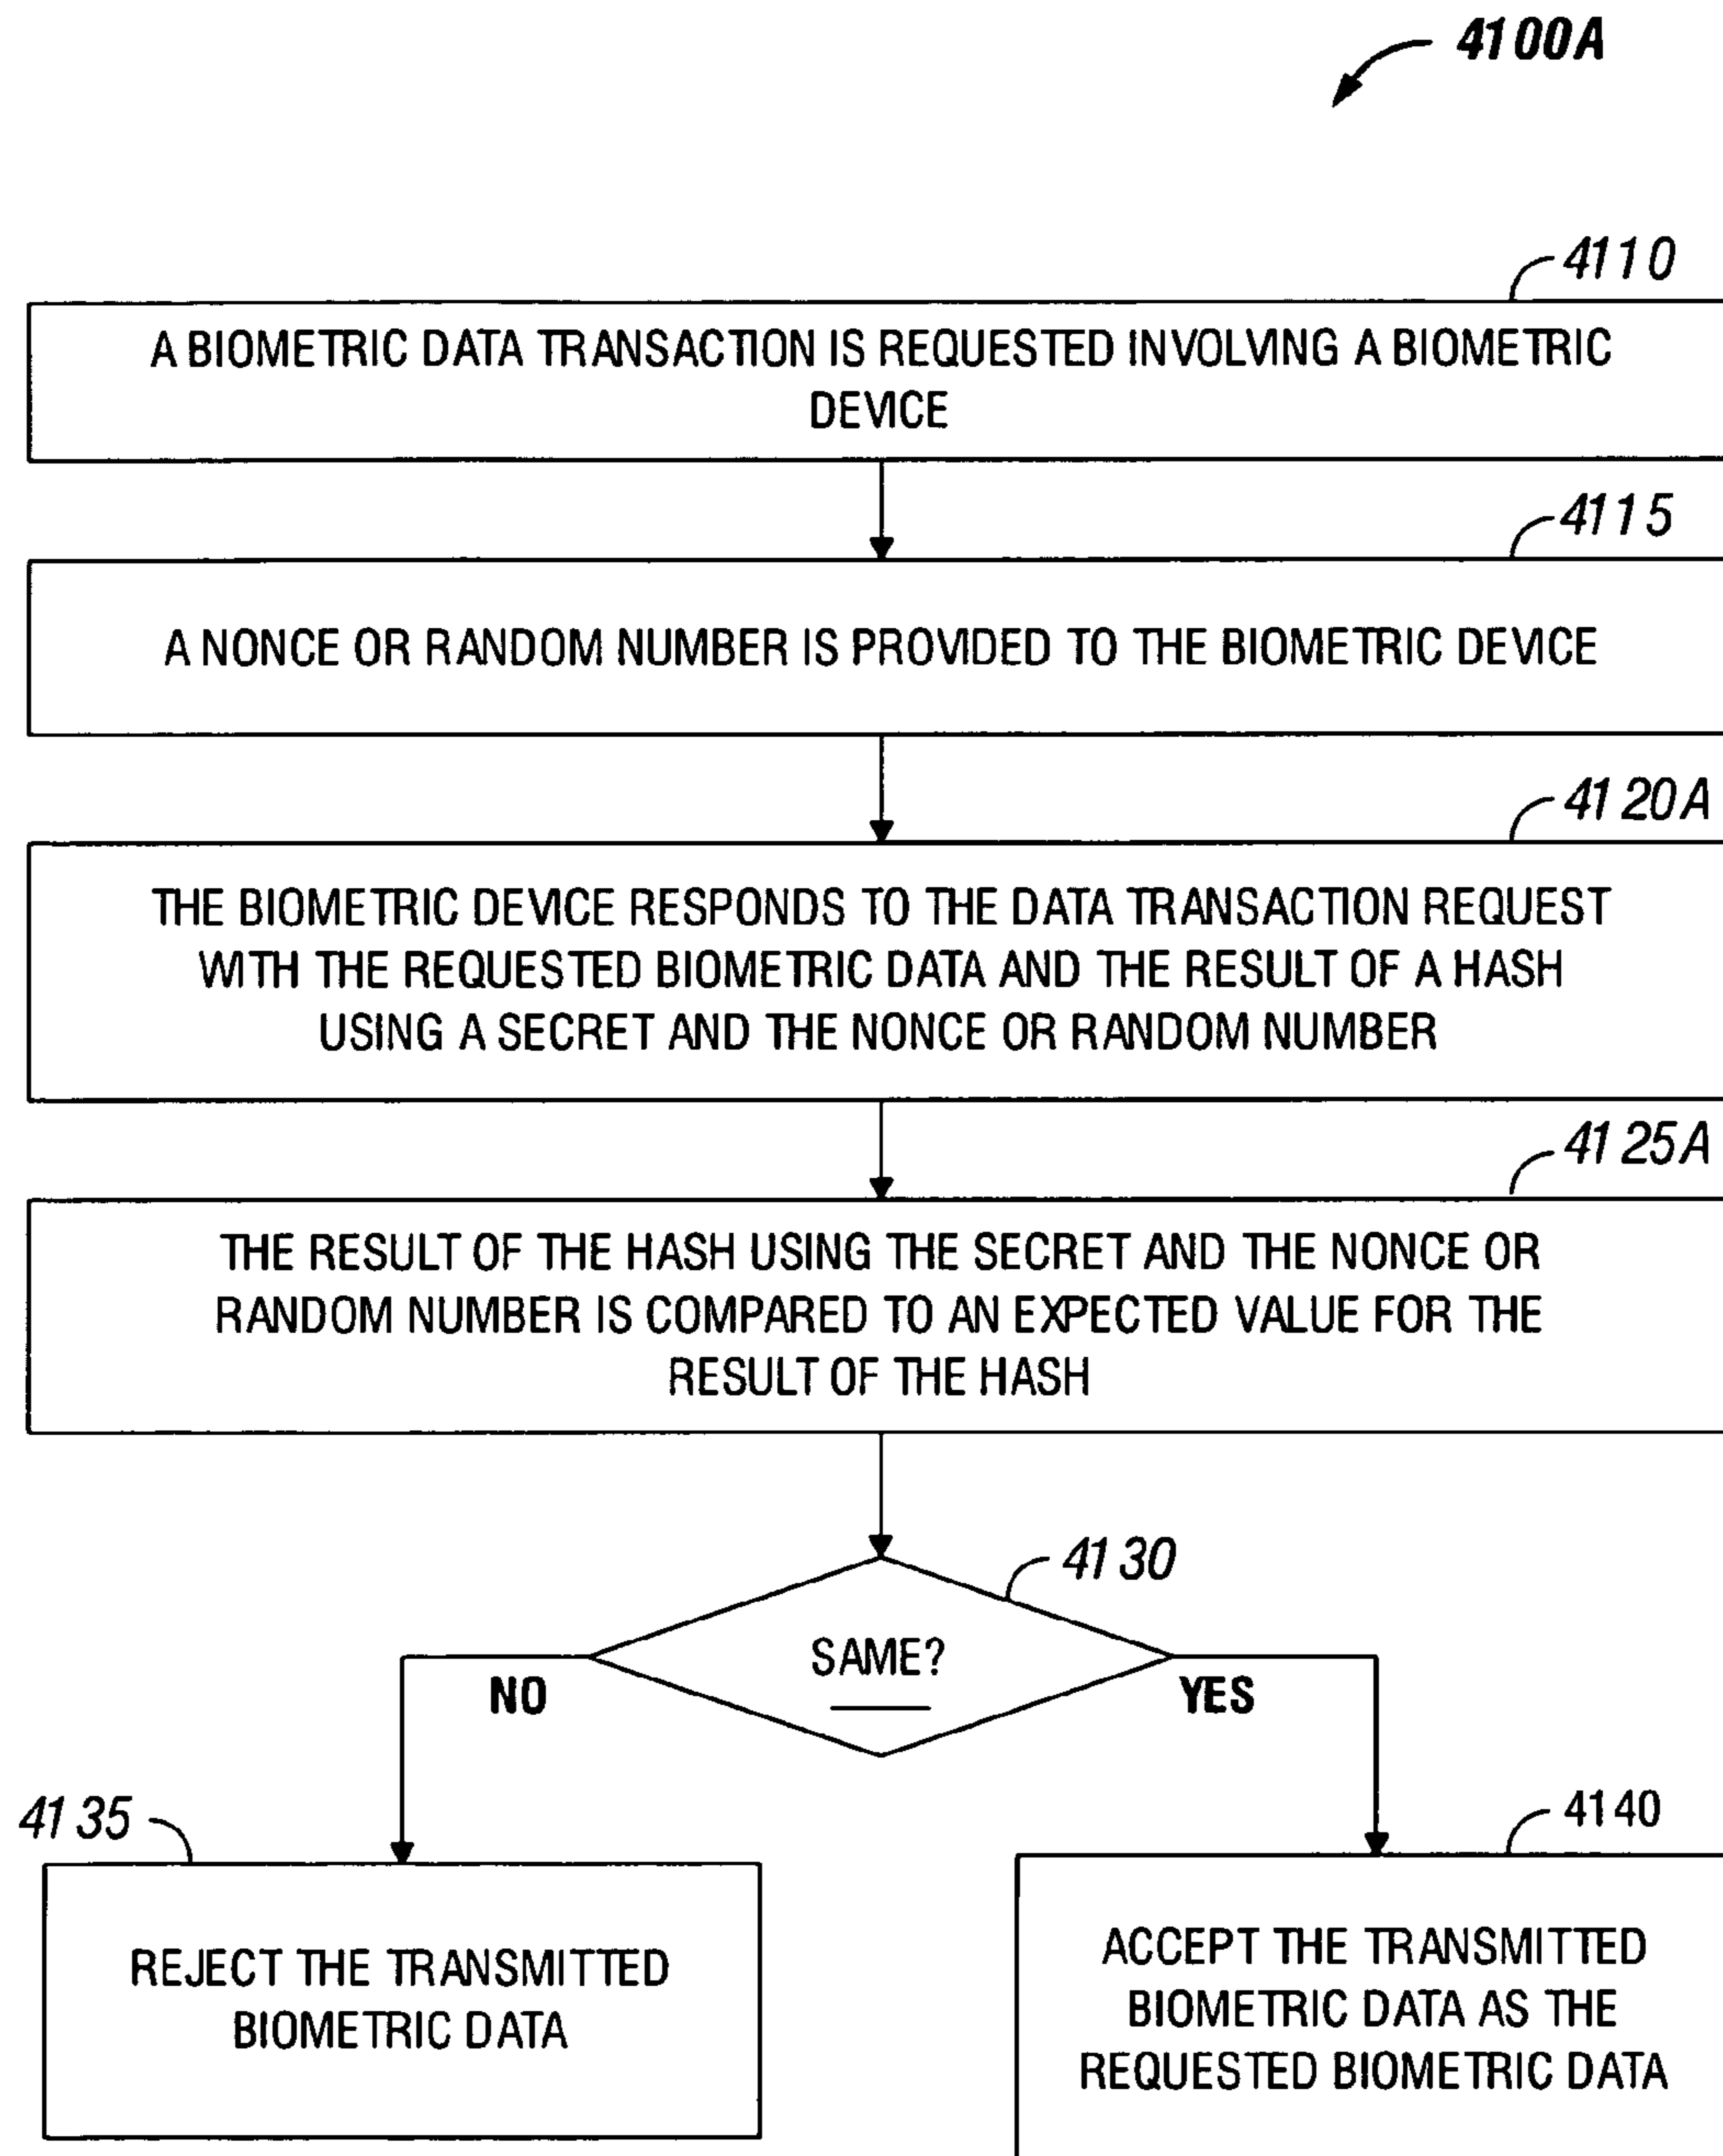 4100A
4110
A BIOMETRIC DATA TRANSACTION IS REQUESTED INVOLVING A BIOMETRIC
DEVICE
4115
A NONCE OR RANDOM NUMBER IS PROVIDED TO THE BIOMETRIC DEVICE
4120A
THE BIOMETRIC DEVICE RESPONDS TO THE DATA TRANSACTION REQUEST
WITH THE REQUESTED BIOMETRIC DATA AND THE RESULT OF A HASH
USING A SECRET AND THE NONCE OR RANDOM NUMBER
4125A
THE RESULT OF THE HASH USING THE SECRET AND THE NONCE OR
RANDOM NUMBER IS COMPARED TO AN EXPECTED VALUE FOR THE
RESULT OF THE HASH
4130
SAME?
NO
YES
4135
REJECT THE TRANSMITTED
BIOMETRIC DATA
4140
ACCEPT THE TRANSMITTED
BIOMETRIC DATA AS THE
REQUESTED BIOMETRIC DATA